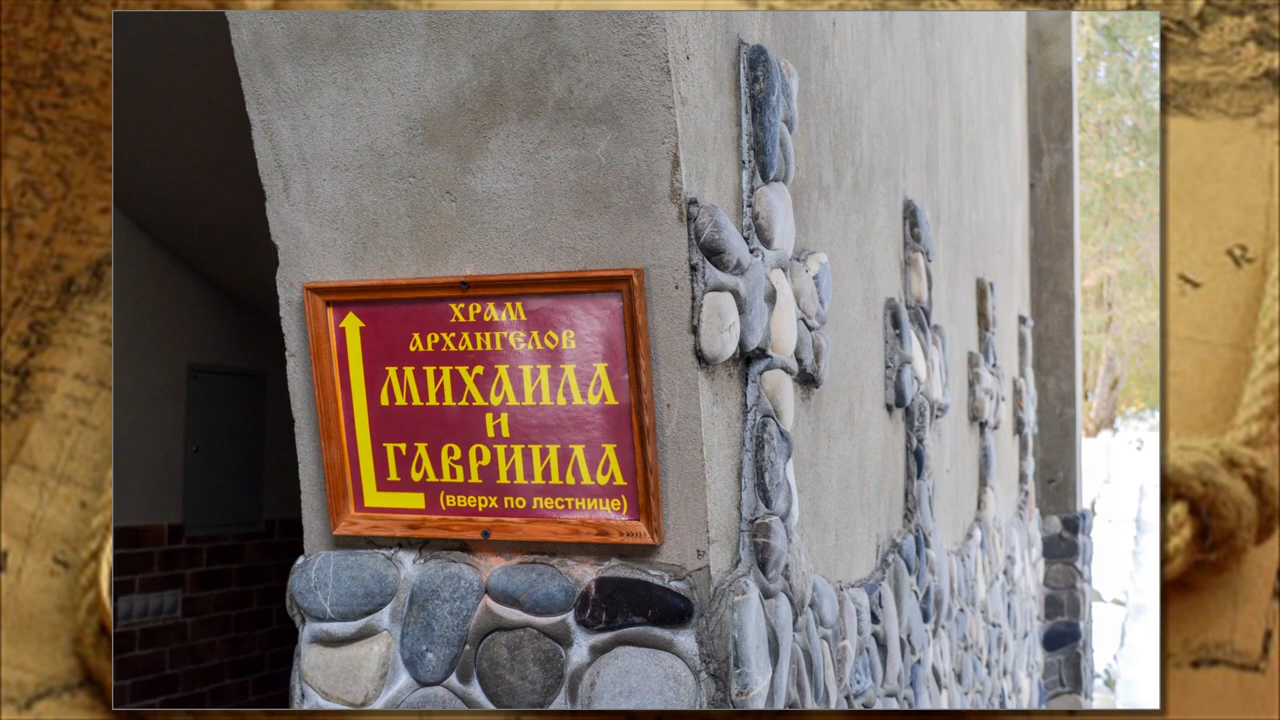 ХРАМ
АРХАНГЕЛОВ
МИХАИЛА
И
ГАВРИИЛА
(вверх по лестнице)